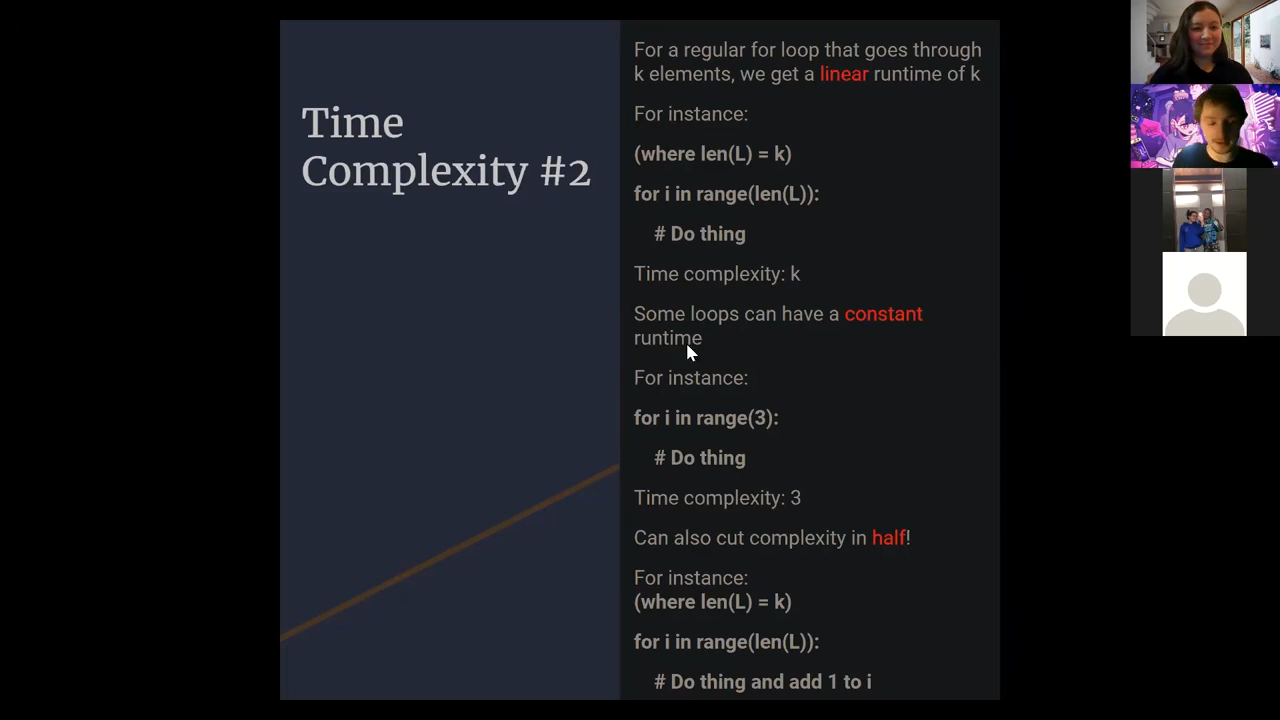 Time
Complexity #2
For a regular for loop that goes through
k elements, we get a linear runtime of k
For instance:
(where len(L) = k)
for i in range(len(L)):
# Do thing
Time complexity: k
Some loops can have a constant
runtime
For instance:
for i in range(3):
# Do thing
Time complexity: 3
Can also cut complexity in half!
For instance:
(where len(L) = k)
for i in range(len(L)):
# Do thing and add 1 to i